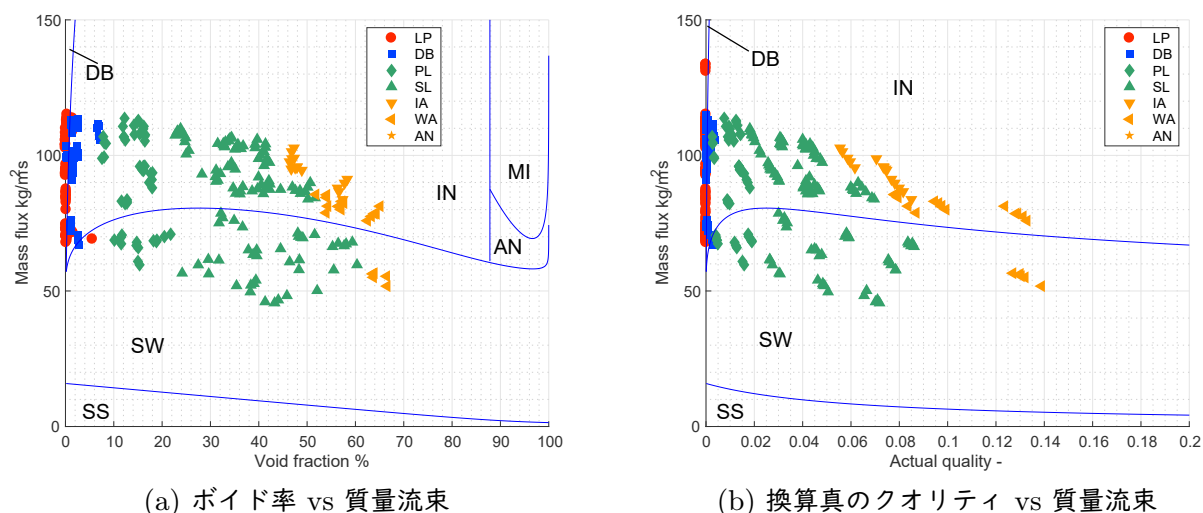 150
100
50
0
Mass flux kg/m²s
0 10 20 30 40 50 60 70 80 90 100
Void fraction %
DB
IN
MI
AN
SW
SS
LP
DB
PL
SL
IA
WA
AN
(a) ボイド率 vs 質量流束
150
100
50
0
Mass flux kg/m²s
0 0.02 0.04 0.06 0.08 0.1 0.12 0.14 0.16 0.18 0.2
Actual quality -
DB
IN
SW
SS
LP
DB
PL
SL
IA
WA
AN
(b) 換算真のクオリティ vs 質量流束